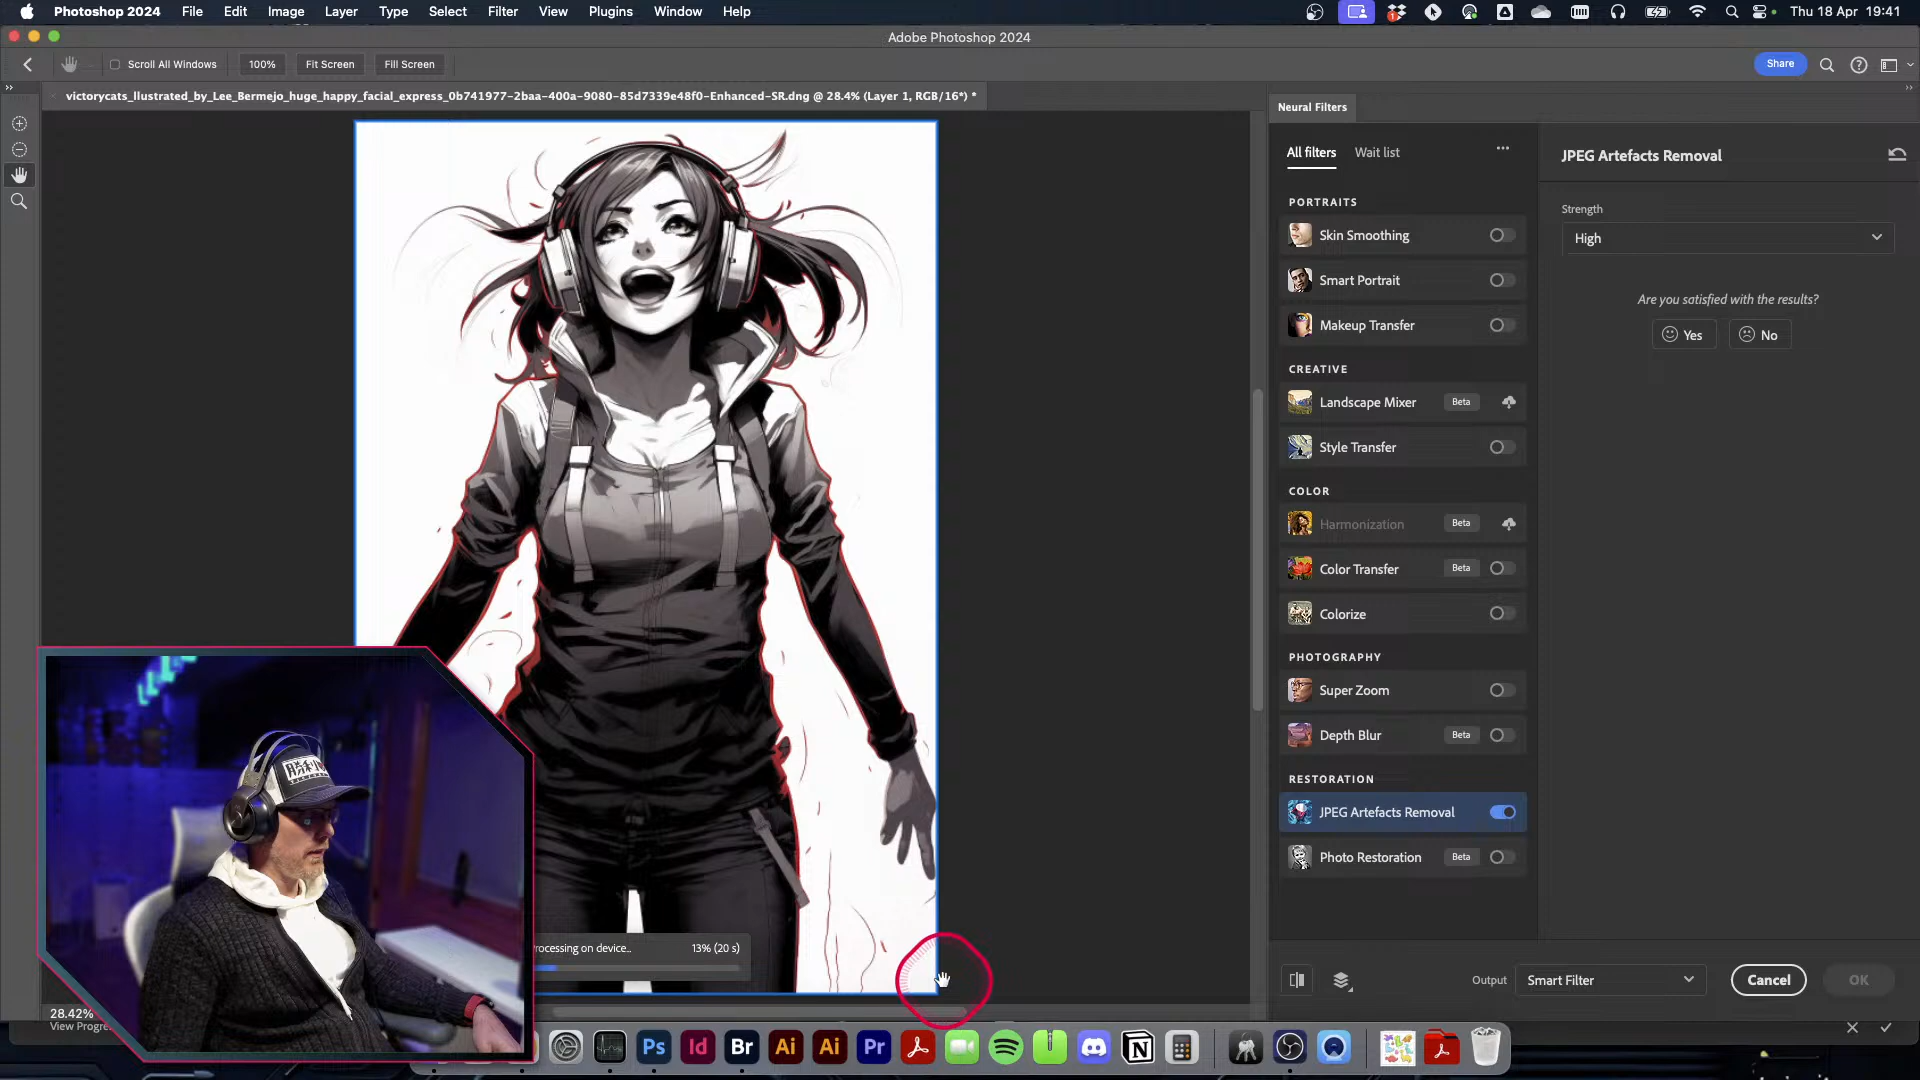 Photoshop 2024 File Edit Image Layer Type Select Filter View Plugins Window Help Thu 18 Apr 19:41
Adobe Photoshop 2024
Scroll All Windows 100% Fit Screen Fill Screen Share
victorycats_llustrated_by_Lee_Bermejo_huge_happy_facial_express_0b741977-2baa-400a-9080-85d7339e48f0-Enhanced-SR.dng @ 28.4% (Layer 1, RGB/16*) *
Neural Filters
All filters Wait list
JPEG Artefacts Removal
PORTRAITS
Strength
Skin Smoothing
High
Smart Portrait
Are you satisfied with the results?
Makeup Transfer
Yes No
CREATIVE
Landscape Mixer Beta
Style Transfer
COLOR
Harmonization Beta
Color Transfer Beta
Colorize
PHOTOGRAPHY
Super Zoom
Depth Blur Beta
RESTORATION
JPEG Artefacts Removal
Photo Restoration Beta
勝利
rocessing on device... 13% (20 s)
Output Smart Filter Cancel OK
28.42%
View Progre
Ps Id Br Ai Ai Pr